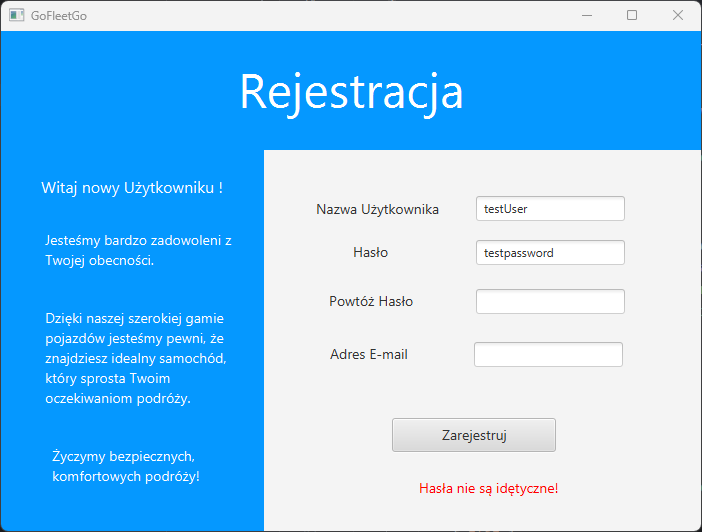 GoFleetGo
Rejestracja
Witaj nowy Użytkowniku !
Jesteśmy bardzo zadowoleni z
Twojej obecności.
Dzięki naszej szerokiej gamie
pojazdów jesteśmy pewni, że
znajdziesz idealny samochód,
który sprosta Twoim
oczekiwaniom podróży.
Życzymy bezpiecznych,
komfortowych podróży!
Nazwa Użytkownika
testUser
Hasło
testpassword
Powtóż Hasło
Adres E-mail
Zarejestruj
Hasła nie są idętyczne!